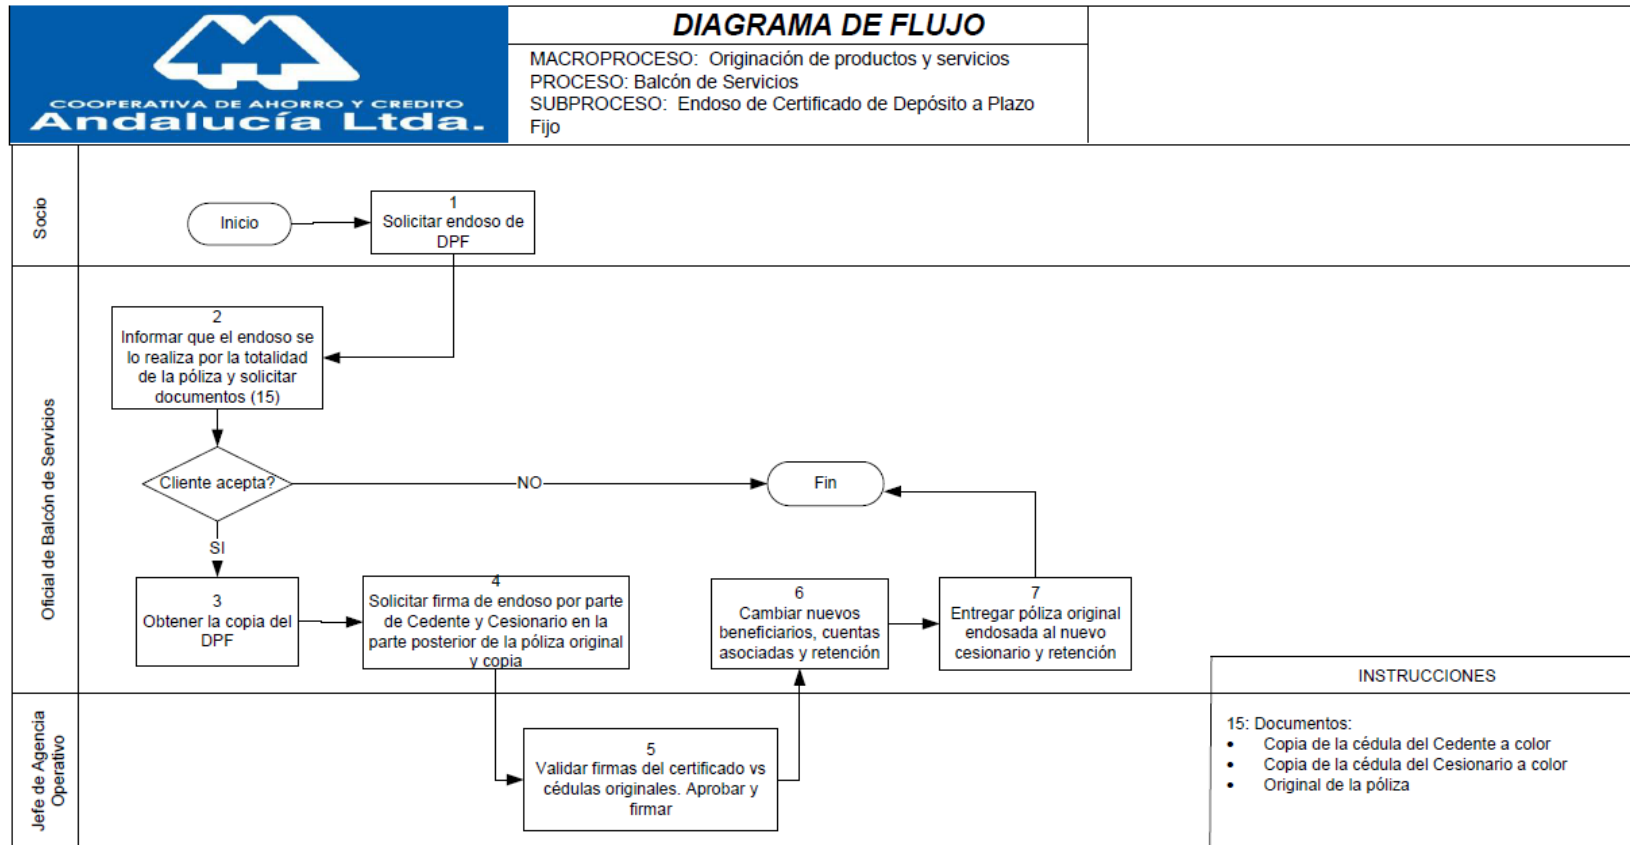 COOPERATIVA DE AHORRO Y CREDITO
Andalucía Ltda.
DIAGRAMA DE FLUJO
MACROPROCESO: Originación de productos y servicios
PROCESO: Balcón de Servicios
SUBPROCESO: Endoso de Certificado de Depósito a Plazo
Fijo
Socio
Inicio
1
Solicitar endoso de
DPF
Oficial de Balcón de Servicios
2
Informar que el endoso se
lo realiza por la totalidad
de la póliza y solicitar
documentos (15)
Cliente acepta?
NO
Fin
SI
3
Obtener la copia del
DPF
4
Solicitar firma de endoso por parte
de Cedente y Cesionario en la
parte posterior de la póliza original
y copia
6
Cambiar nuevos
beneficiarios, cuentas
asociadas y retención
7
Entregar póliza original
endosada al nuevo
cesionario y retención
Jefe de Agencia
Operativo
5
Validar firmas del certificado vs
cédulas originales. Aprobar y
firmar
INSTRUCCIONES
15: Documentos:
• Copia de la cédula del Cedente a color
• Copia de la cédula del Cesionario a color
• Original de la póliza